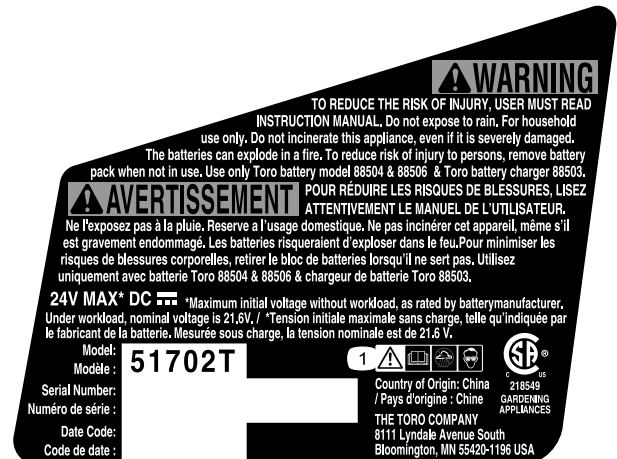 WARNING
TO REDUCE THE RISK OF INJURY, USER MUST READ
INSTRUCTION MANUAL. Do not expose to rain. For household
use only. Do not incinerate this appliance, even if it is severely damaged.
The batteries can explode in a fire. To reduce risk of injury to persons, remove battery
pack when not in use. Use only Toro battery model 88504 & 88506 & Toro battery charger 88503.
AVERTISSEMENT POUR RÉDUIRE LES RISQUES DE BLESSURES, LISEZ
ATTENTIVEMENT LE MANUEL DE L'UTILISATEUR.
Ne l'exposez pas à la pluie. Reserve a l'usage domestique. Ne pas incinérer cet appareil, même s'il
est gravement endommagé. Les batteries risqueraient d'exploser dans le feu.Pour minimiser les
risques de blessures corporelles, retirer le bloc de batteries lorsqu'il ne sert pas. Utilisez
uniquement avec batterie Toro 88504 & 88506 & chargeur de batterie Toro 88503.
24V MAX* DC *Maximum initial voltage without workload, as rated by batterymanufacturer.
Under workload, nominal voltage is 21,6V. / *Tension initiale maximale sans charge, telle qu'indiquée par
le fabricant de la batterie. Mesurée sous charge, la tension nominale est de 21.6 V.
Model:
Modèle :
51702T
Serial Number:
Numéro de série :
Date Code:
Code de date :
1
Country of Origin: China
/ Pays d'origine : Chine
THE TORO COMPANY
8111 Lyndale Avenue South
Bloomington, MN 55420-1196 USA
SA ®
C US
218549
GARDENING
APPLIANCES